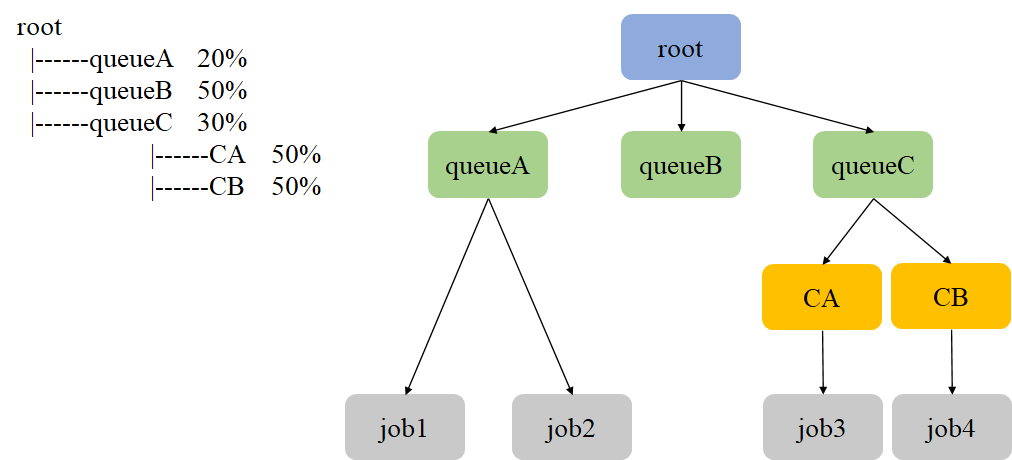 root
|------queueA 20%
|------queueB 50%
|------queueC 30%
|------CA 50%
|------CB 50%
root
queueA
queueB
queueC
CA
CB
job1
job2
job3
job4